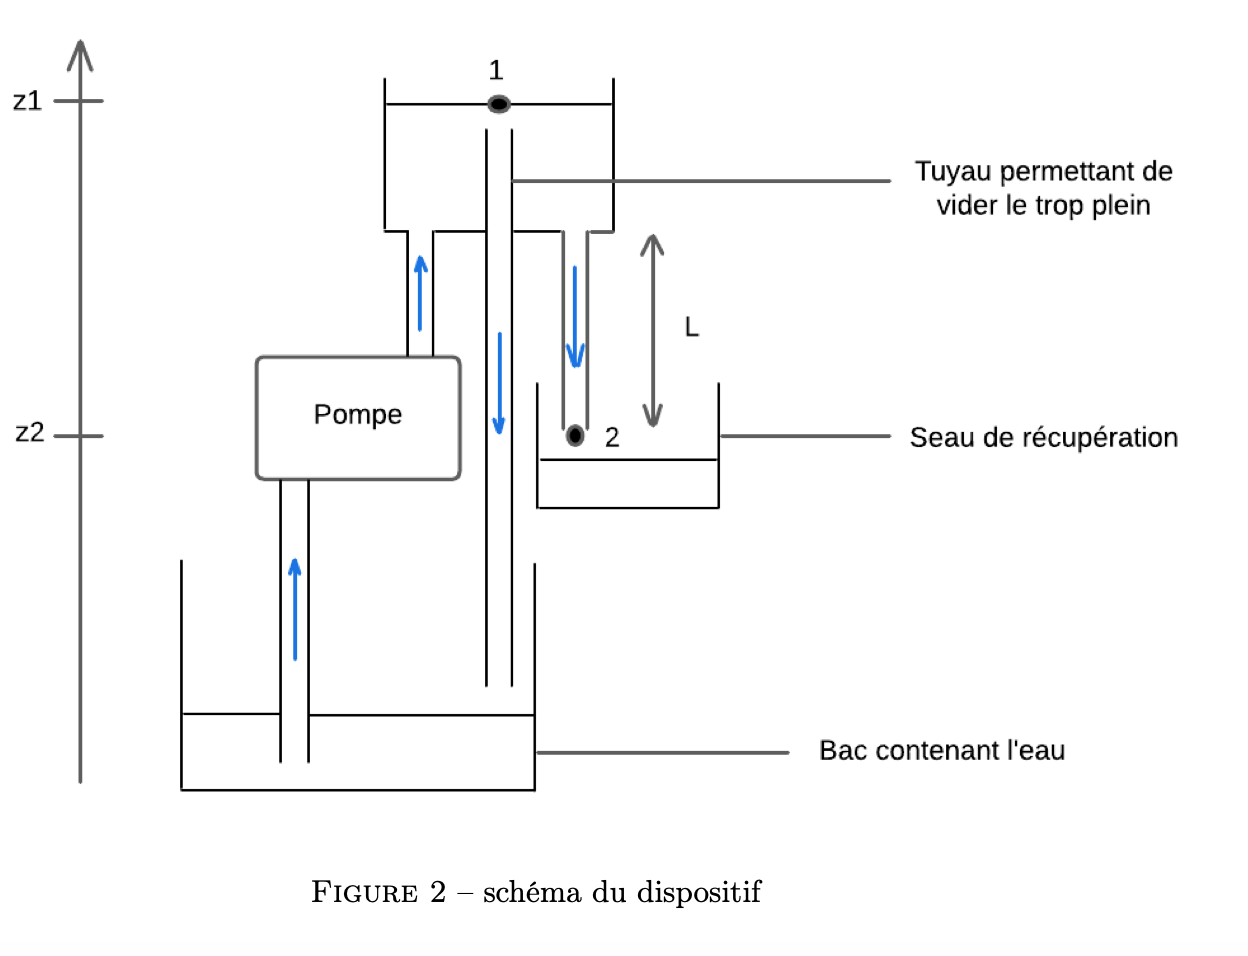 1
z1
Tuyau permettant de
vider le trop plein
L
Pompe
z2
2
Seau de récupération
Bac contenant l'eau
FIGURE 2 – schéma du dispositif